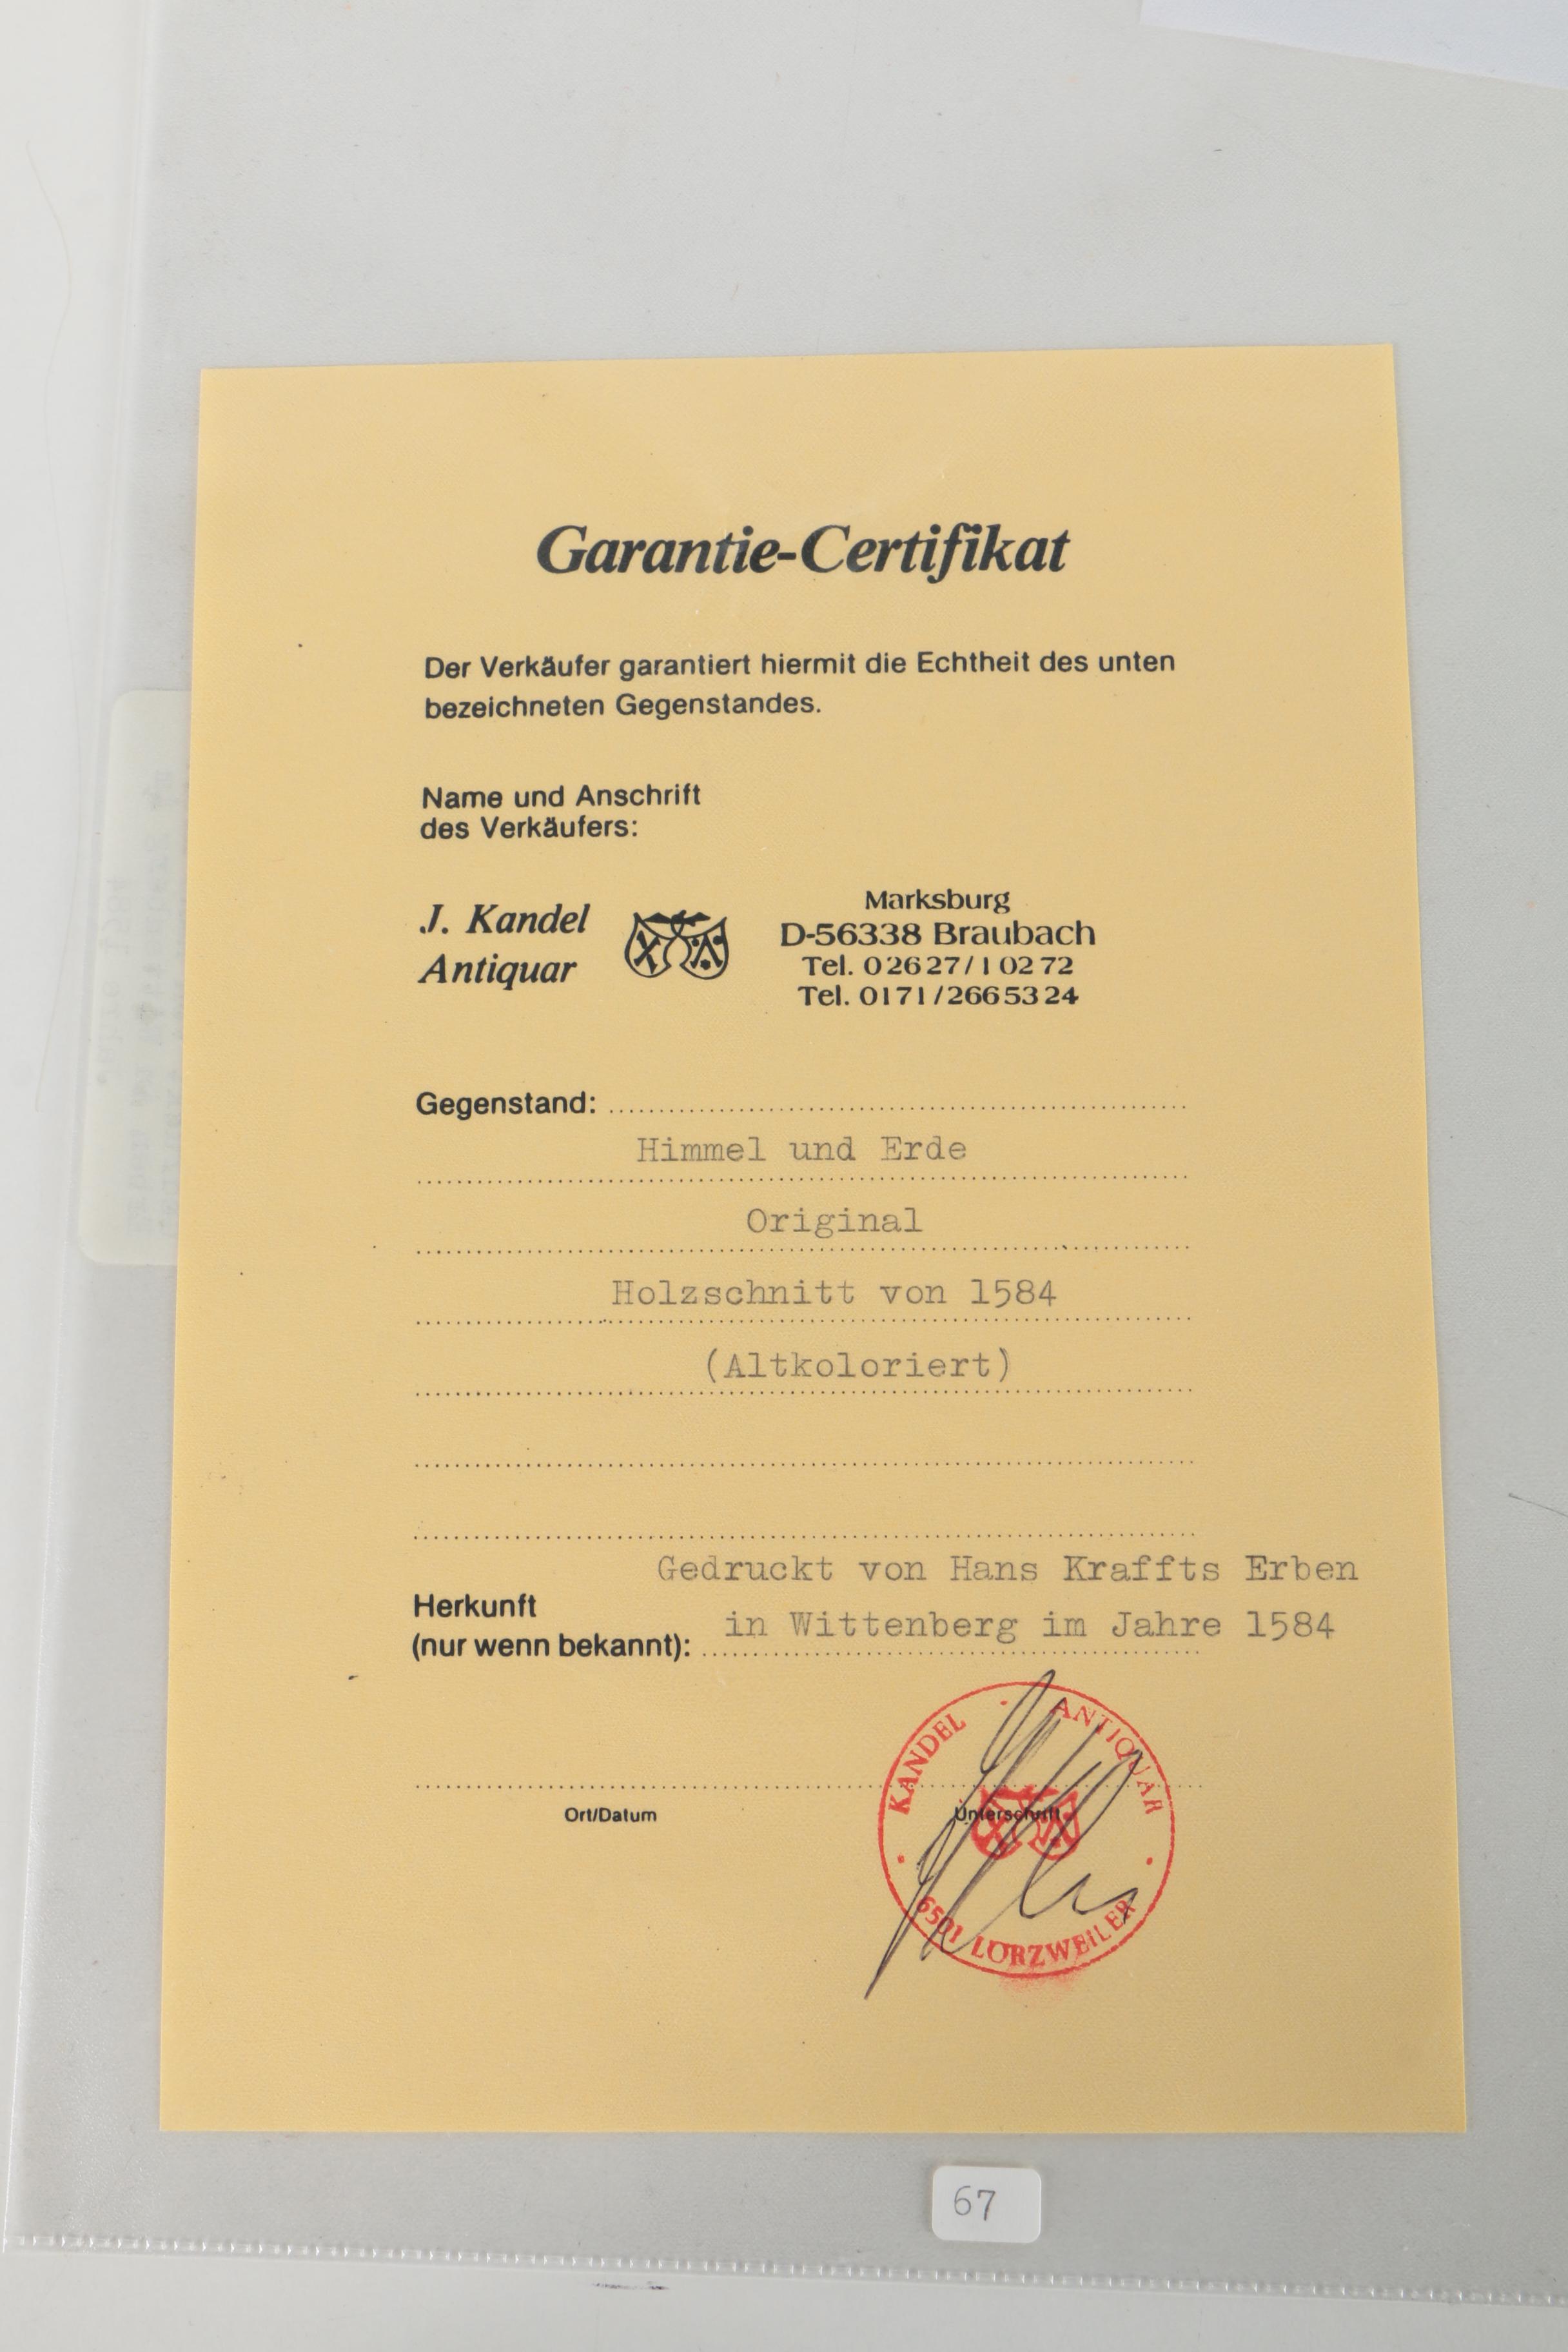 Garantie-Certifikat
Der Verkäufer garantiert hiermit die Echtheit des unten
bezeichneten Gegenstandes.
Name und Anschrift
des Verkäufers:
J. Kandel
Antiquar
Marksburg
D-56338 Braubach
Tel. 02627/10272
Tel. 0171/2665324
Gegenstand:
Himmel und Erde
Original
Holzschnitt von 1584
(Altkoloriert)
Gedruckt von Hans Kraffts Erben
Herkunft
(nur wenn bekannt): in Wittenberg im Jahre 1584
KANDEL · ANTIQUAR
Ort/Datum
Unterschrift
6501 LÖRZWEILER
67